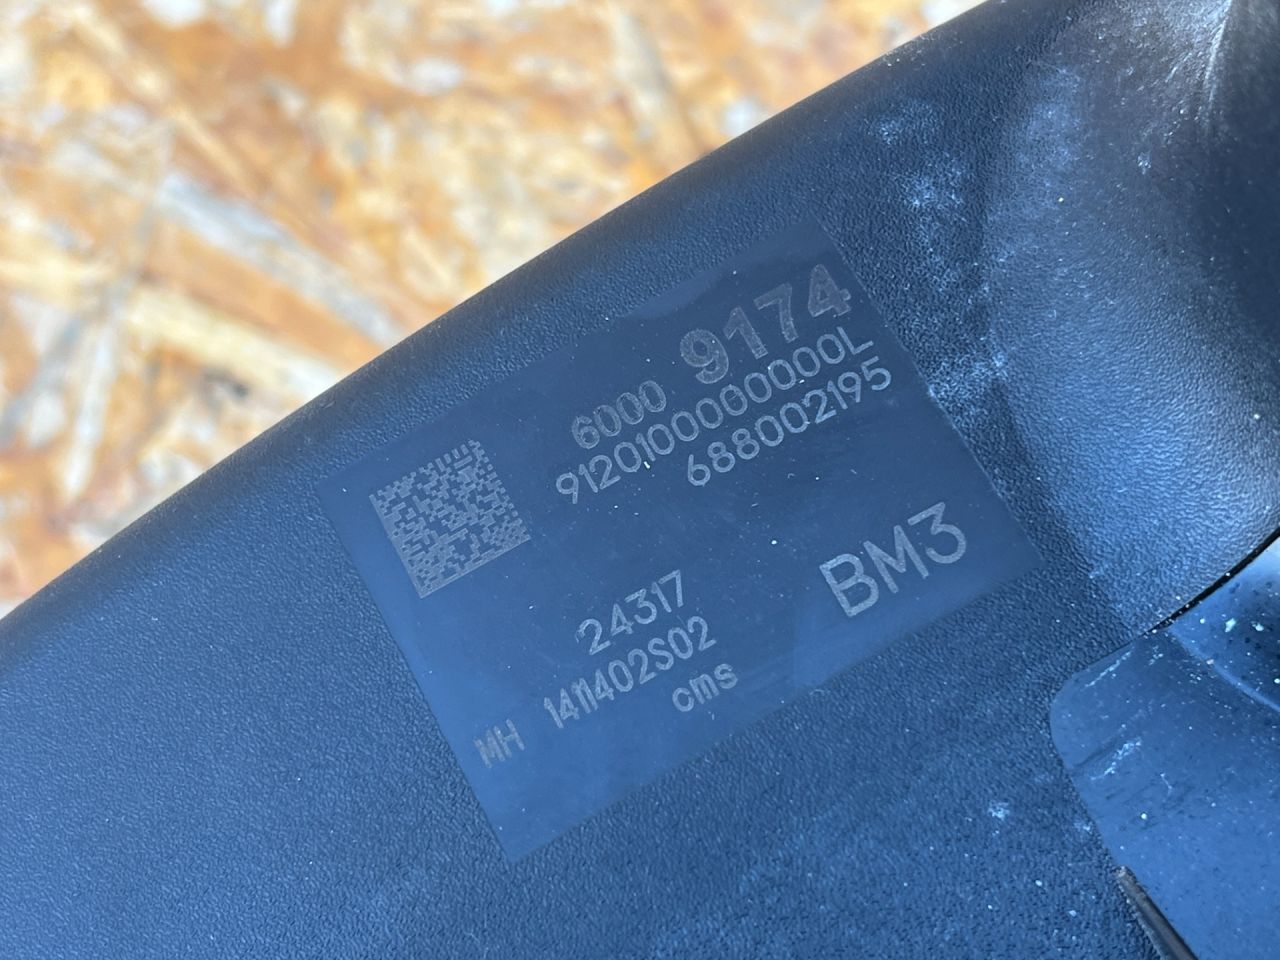 6000 9174
91201000000000L
688002195
BM3
24317
MH 1411402S02
cms